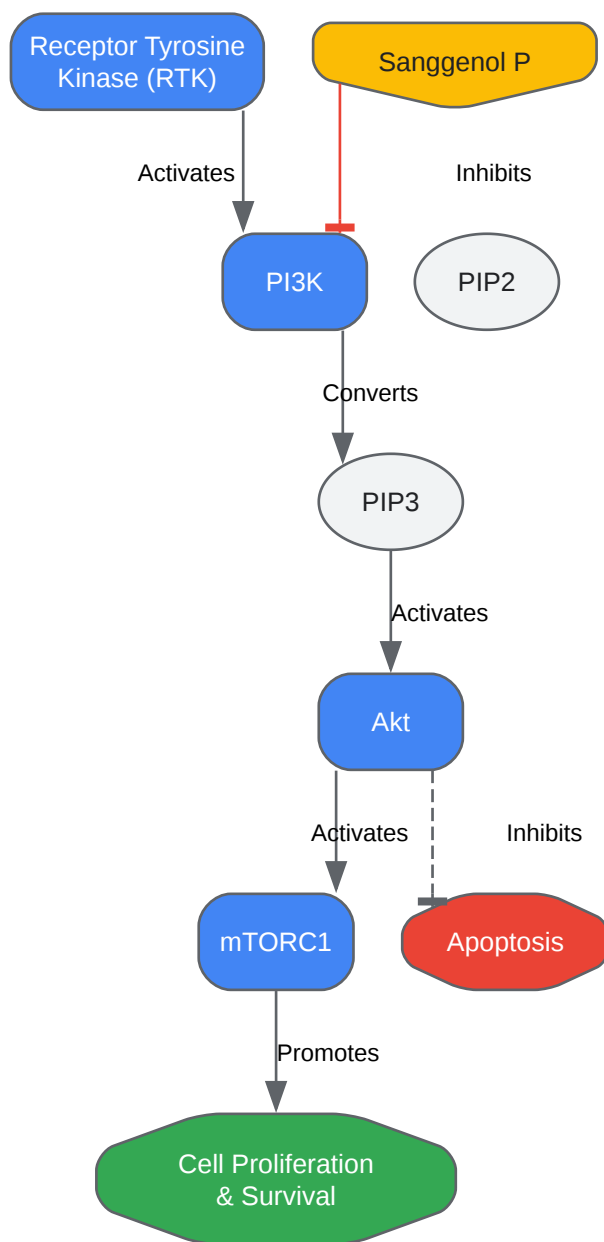 Receptor Tyrosine
Kinase (RTK)
Sanggenol P
Activates
Inhibits
PI3K
PIP2
Converts
PIP3
Activates
Akt
Activates
Inhibits
mTORC1
Apoptosis
Promotes
Cell Proliferation
& Survival